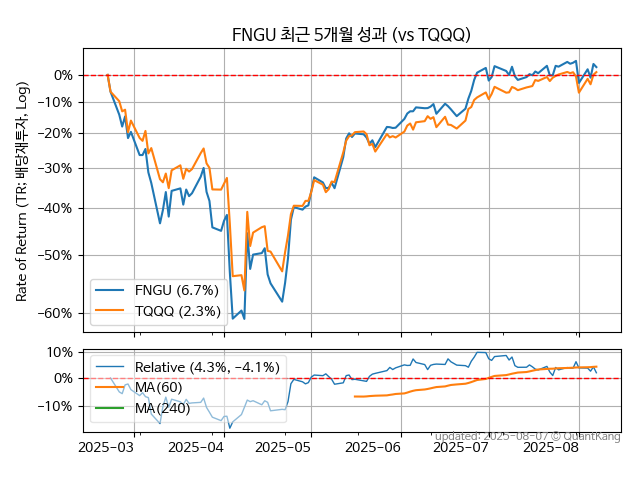 FNGU 최근 5개월 성과 (vs TQQQ)
Rate of Return (TR: 배당재투자, Log)
0%
−10%
−20%
−30%
−40%
−50%
−60%
FNGU (6.7%)
TQQQ (2.3%)
10%
0%
−10%
Relative (4.3%, −4.1%)
MA(60)
MA(240)
2025−03
2025−04
2025−05
2025−06
2025−07
2025−08
updated: 2025−08−07 © QuantKang